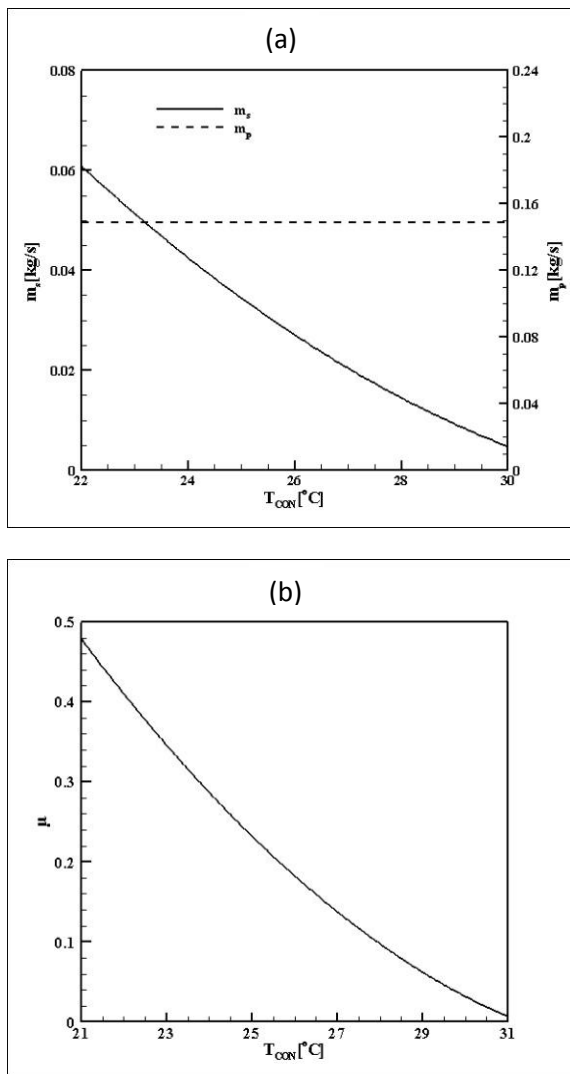 (a)
0.08
0.06
0.04
0.02
0
m_s[kg/s]
m_s
m_p
0.24
0.2
0.16
0.12
0.08
0.04
0
m_p[kg/s]
22 24 26 28 30
T_CON[°C]
(b)
0.5
0.4
0.3
0.2
0.1
0
μ
21 23 25 27 29 31
T_CON[°C]